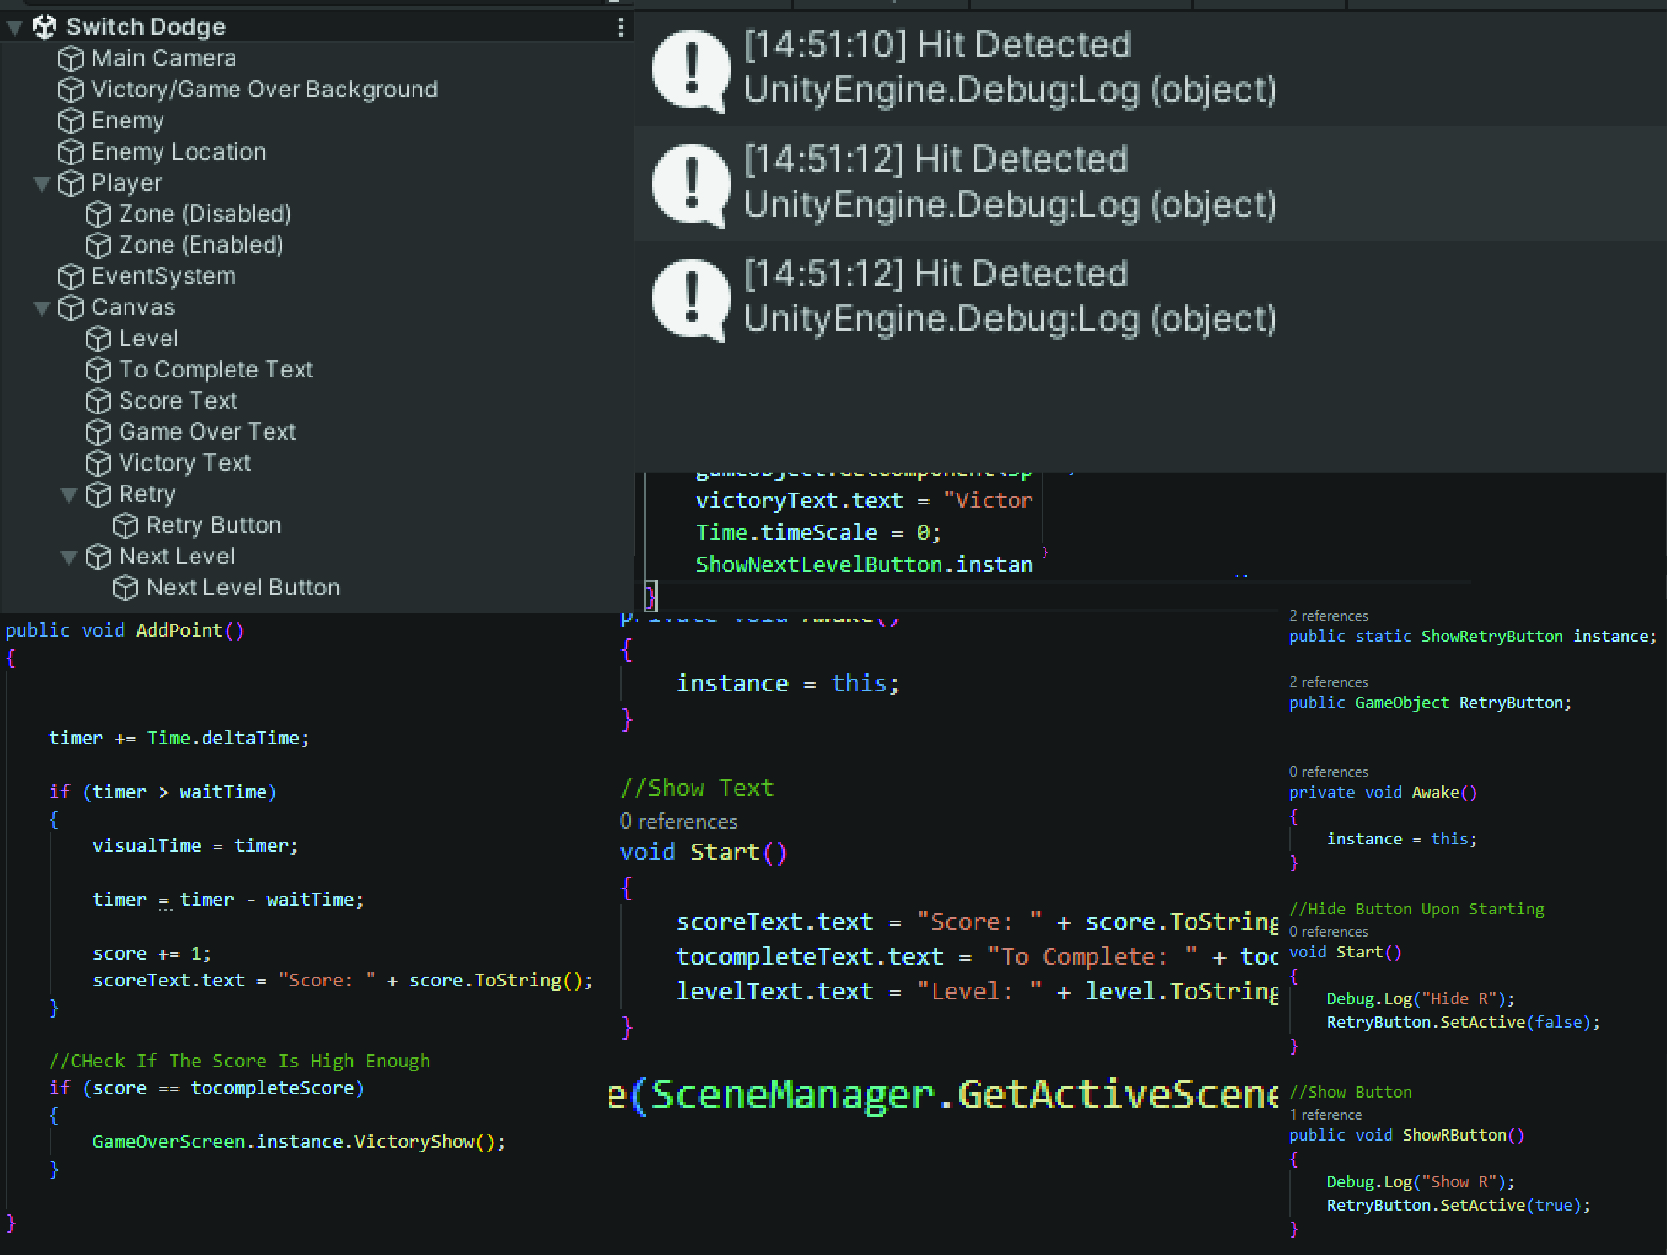 Switch Dodge
Main Camera
Victory/Game Over Background
Enemy
Enemy Location
Player
Zone (Disabled)
Zone (Enabled)
EventSystem
Canvas
Level
To Complete Text
Score Text
Game Over Text
Victory Text
Retry
Retry Button
Next Level
Next Level Button
[14:51:10] Hit Detected
UnityEngine.Debug:Log (object)
[14:51:12] Hit Detected
UnityEngine.Debug:Log (object)
[14:51:12] Hit Detected
UnityEngine.Debug:Log (object)
victoryText.text = "Victor
Time.timeScale = 0;
ShowNextLevelButton.instan
}
}
public void AddPoint()
{
timer += Time.deltaTime;
if (timer > waitTime)
{
visualTime = timer;
timer = timer - waitTime;
score += 1;
scoreText.text = "Score: " + score.ToString();
}
//CHeck If The Score Is High Enough
if (score == tocompleteScore)
{
GameOverScreen.instance.VictoryShow();
}
}
private void Awake()
{
instance = this;
}
//Show Text
0 references
void Start()
{
scoreText.text = "Score: " + score.ToString
tocompleteText.text = "To Complete: " + toc
levelText.text = "Level: " + level.ToString
}
e(SceneManager.GetActiveScene
2 references
public static ShowRetryButton instance;
2 references
public GameObject RetryButton;
0 references
private void Awake()
{
instance = this;
}
//Hide Button Upon Starting
0 references
void Start()
{
Debug.Log("Hide R");
RetryButton.SetActive(false);
}
//Show Button
1 reference
public void ShowRButton()
{
Debug.Log("Show R");
RetryButton.SetActive(true);
}